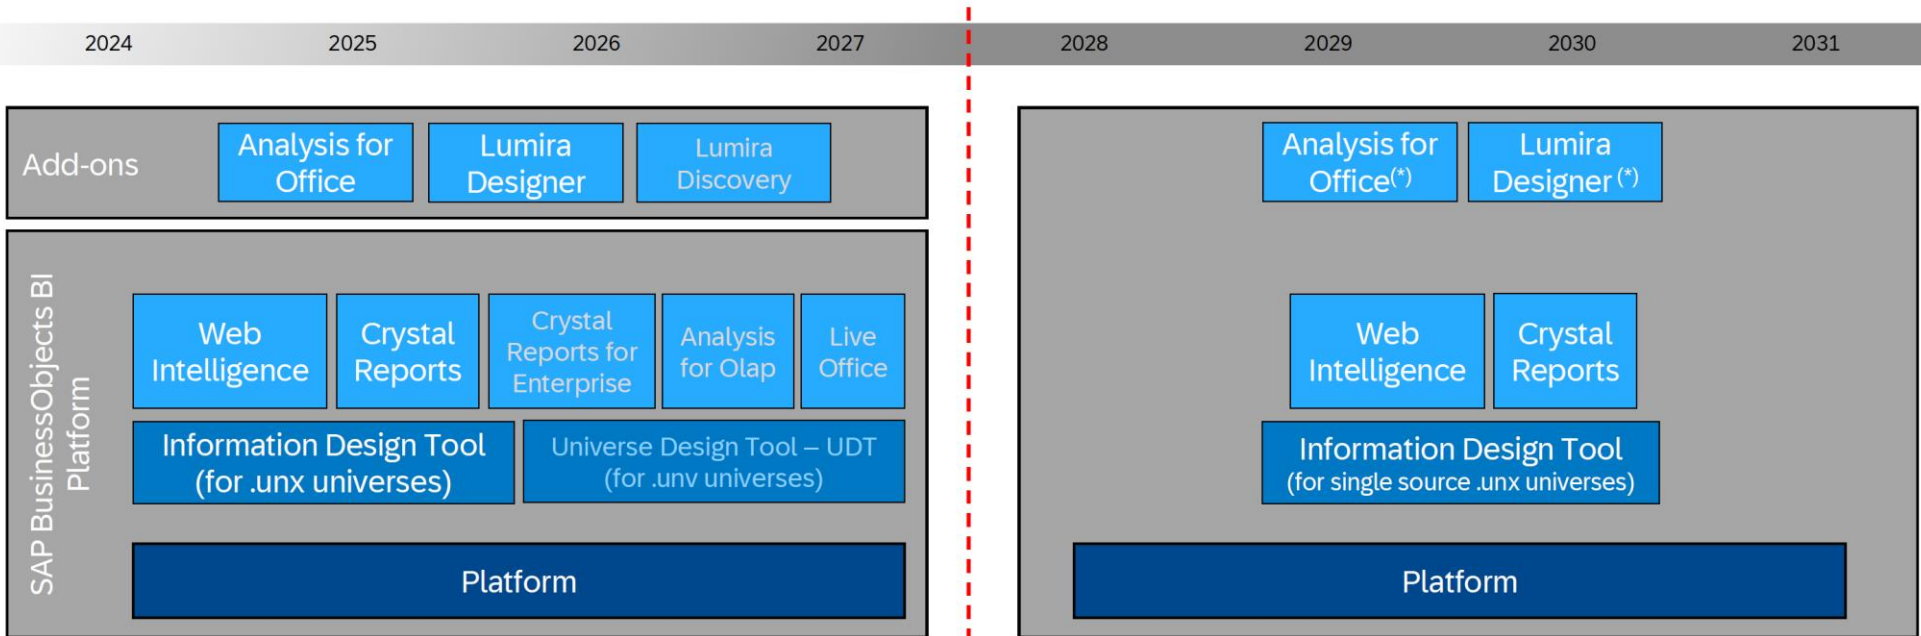 2024 2025 2026 2027 2028 2029 2030 2031
Add-ons
Analysis for
Office
Lumira
Designer
Lumira
Discovery
SAP BusinessObjects BI
Platform
Web
Intelligence
Crystal
Reports
Crystal
Reports for
Enterprise
Analysis
for Olap
Live
Office
Information Design Tool
(for .unx universes)
Universe Design Tool – UDT
(for .unv universes)
Platform
Analysis for
Office(*)
Lumira
Designer (*)
Web
Intelligence
Crystal
Reports
Information Design Tool
(for single source .unx universes)
Platform